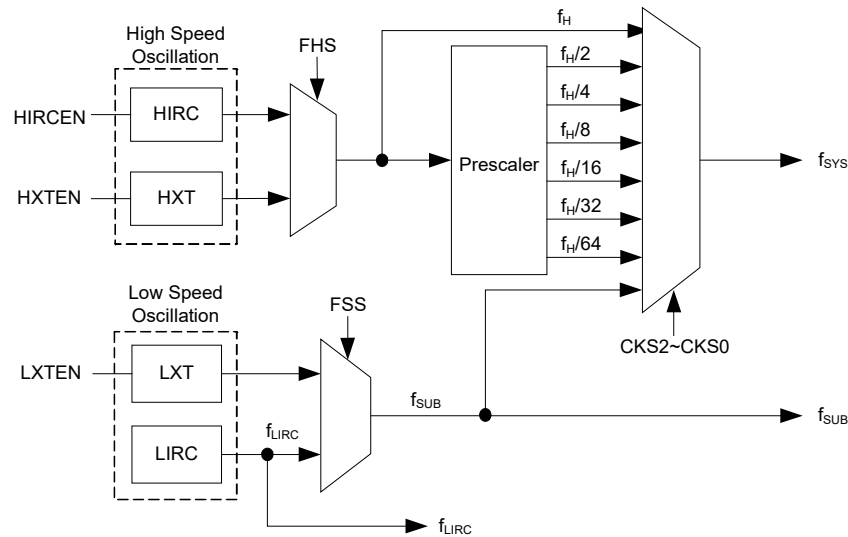 High Speed
Oscillation
FHS
fH
fH/2
HIRCEN
HIRC
fH/4
fH/8
Prescaler
fSYS
fH/16
HXTEN
HXT
fH/32
fH/64
Low Speed
Oscillation
FSS
CKS2~CKS0
LXTEN
LXT
fSUB
fSUB
fLIRC
LIRC
fLIRC